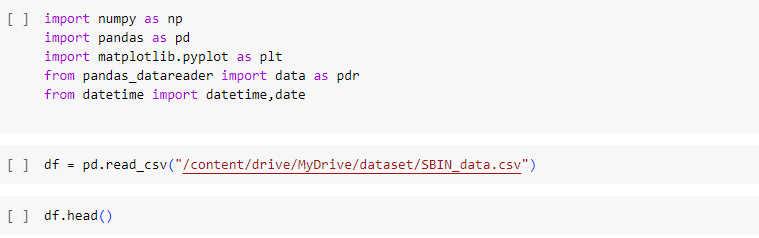 [ ] import numpy as np
import pandas as pd
import matplotlib.pyplot as plt
from pandas_datareader import data as pdr
from datetime import datetime,date
[ ] df = pd.read_csv("/content/drive/MyDrive/dataset/SBIN_data.csv")
[ ] df.head()